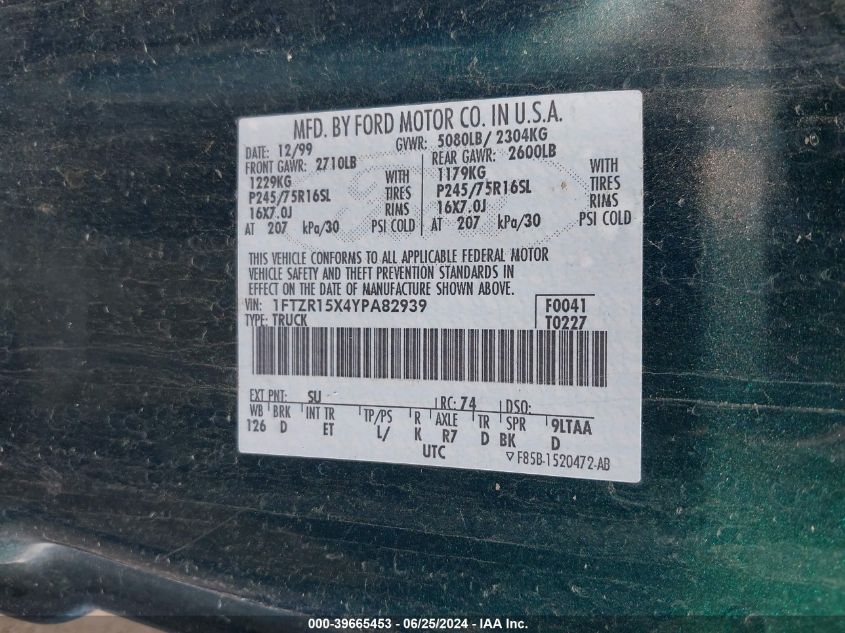 MFD. BY FORD MOTOR CO. IN U.S.A.
DATE: 12/99 GVWR: 5080LB/ 2304KG
FRONT GAWR: 2710LB REAR GAWR: 2600LB
1229KG WITH 1179KG WITH
P245/75R16SL TIRES P245/75R16SL TIRES
16X7.0J RIMS 16X7.0J RIMS
AT 207 kPa/30 PSI COLD AT 207 kPa/30 PSI COLD
THIS VEHICLE CONFORMS TO ALL APPLICABLE FEDERAL MOTOR
VEHICLE SAFETY AND THEFT PREVENTION STANDARDS IN
EFFECT ON THE DATE OF MANUFACTURE SHOWN ABOVE.
VIN: 1FTZR15X4YPA82939 F0041
TYPE: TRUCK T0227
EXT PNT: SU RC: 74 DSO:
WB BRK INT TR TP/PS R AXLE TR SPR 9LTAA
126 D ET L/ K R7 D BK D
UTC
▽F85B-1520472-AB
000-39665453 - 06/25/2024 - IAA Inc.